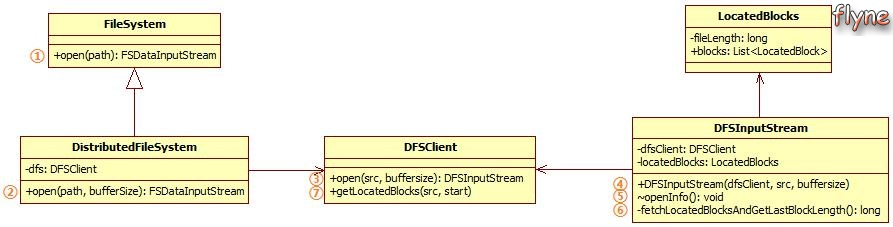 FileSystem
① +open(path): FSDataInputStream
LocatedBlocks
-fileLength: long
+blocks: List<LocatedBlock>
flyne
DistributedFileSystem
-dfs: DFSClient
② +open(path, bufferSize): FSDataInputStream
DFSClient
③ +open(src, buffersize): DFSInputStream
⑦ +getLocatedBlocks(src, start)
DFSInputStream
-dfsClient: DFSClient
-locatedBlocks: LocatedBlocks
④ +DFSInputStream(dfsClient, src, buffersize)
⑤ ~openInfo(): void
⑥ -fetchLocatedBlocksAndGetLastBlockLength(): long